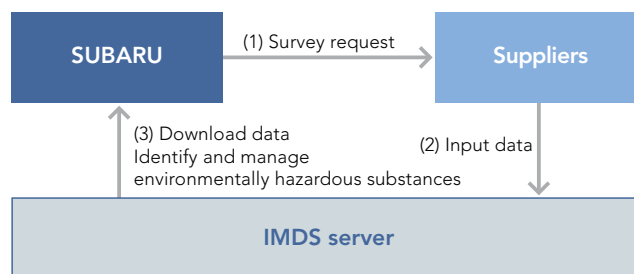 SUBARU
(1) Survey request
Suppliers
(3) Download data
Identify and manage
environmentally hazardous substances
(2) Input data
IMDS server